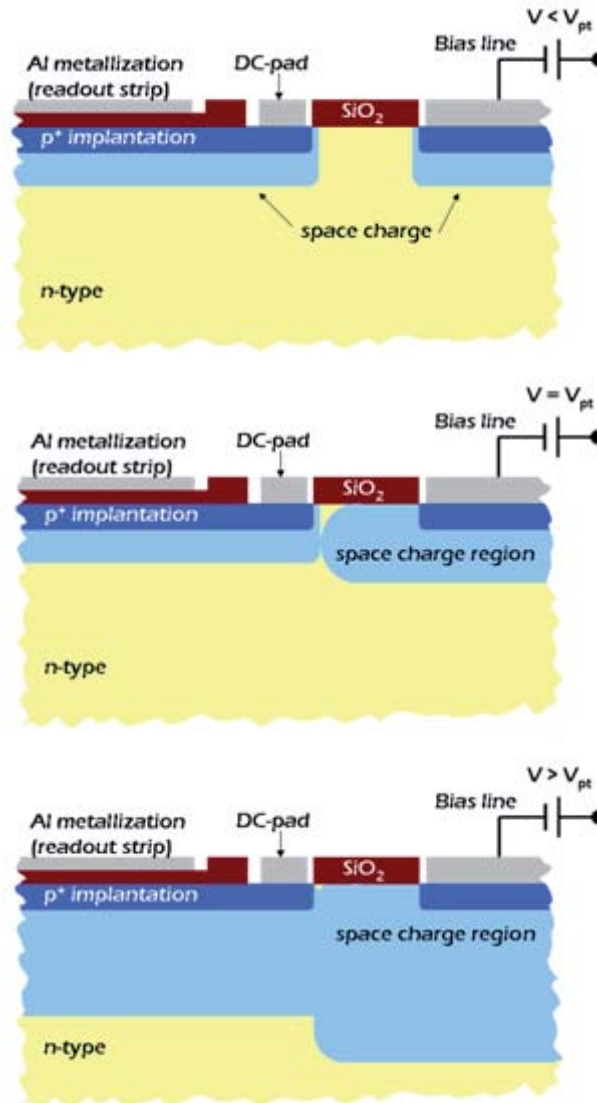 V < Vpt
Bias line
Al metallization
(readout strip)
DC-pad
SiO2
p+ implantation
space charge
n-type
V = Vpt
Bias line
Al metallization
(readout strip)
DC-pad
SiO2
p+ implantation
space charge region
n-type
V > Vpt
Bias line
Al metallization
(readout strip)
DC-pad
SiO2
p+ implantation
space charge region
n-type